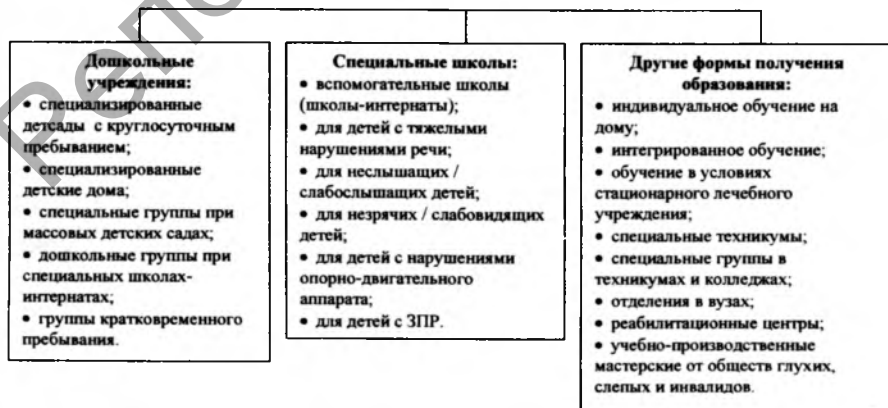 Дошкольные
учреждения:
• специализированные
детсады с круглосуточным
пребыванием;
• специализированные
детские дома;
• специальные группы при
массовых детских садах;
• дошкольные группы при
специальных школах-
интернатах;
• группы кратковременного
пребывания.
Специальные школы:
• вспомогательные школы
(школы-интернаты);
• для детей с тяжелыми
нарушениями речи;
• для неслышащих /
слабослышащих детей;
• для незрячих / слабовидящих
детей;
• для детей с нарушениями
опорно-двигательного
аппарата;
• для детей с ЗПР.
Другие формы получения
образования:
• индивидуальное обучение на
дому;
• интегрированное обучение;
• обучение в условиях
стационарного лечебного
учреждения;
• специальные техникумы;
• специальные группы в
техникумах и колледжах;
• отделения в вузах;
• реабилитационные центры;
• учебно-производственные
мастерские от обществ глухих,
слепых и инвалидов.